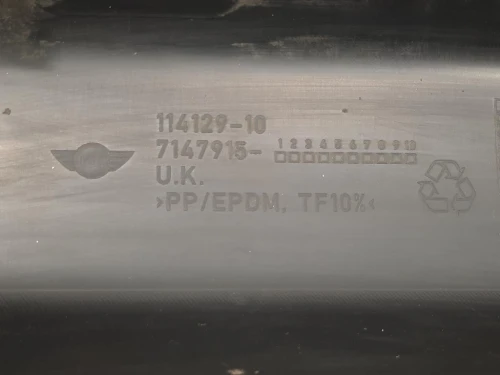 114129-10
7147915- 1 2 3 4 5 6 7 8 9 10
U.K.
>PP/EPDM, TF10%<